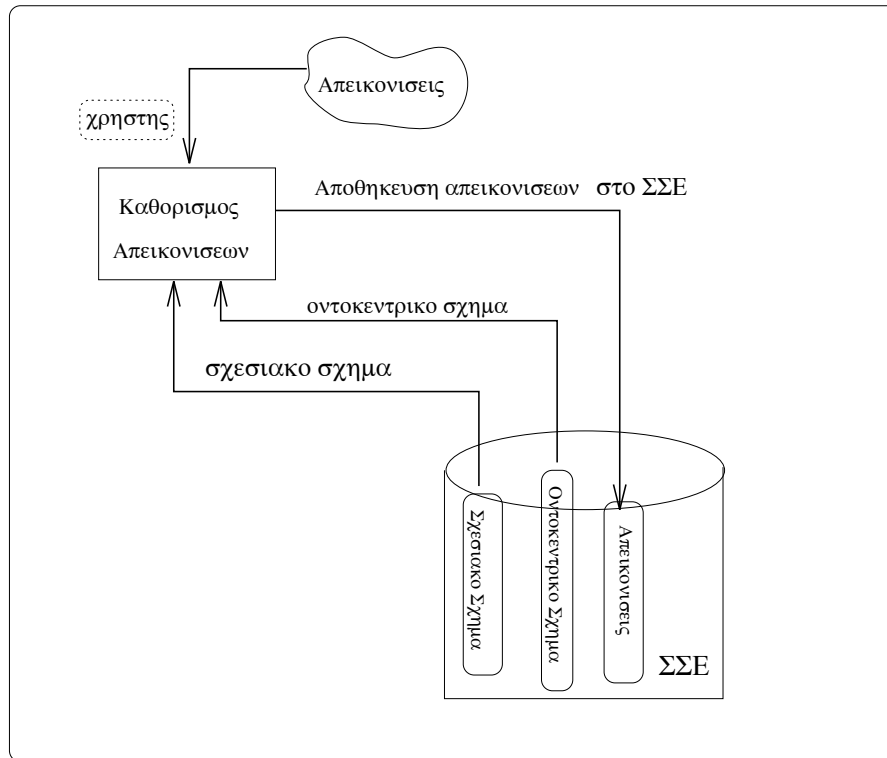 Απεικονισεις
χρηστης
Καθορισμος
Απεικονισεων
Αποθηκευση απεικονισεων στο ΣΣΕ
οντοκεντρικο σχημα
σχεσιακο σχημα
Σχεσιακο Σχημα
Οντοκεντρικο Σχημα
Απεικονισεις
ΣΣΕ